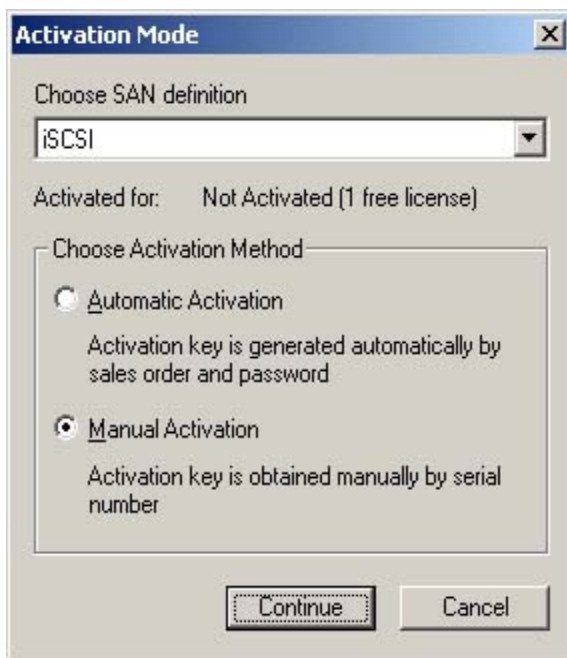 Activation Mode
Choose SAN definition
iSCSI
Activated for: Not Activated (1 free license)
Choose Activation Method
Automatic Activation
Activation key is generated automatically by
sales order and password
Manual Activation
Activation key is obtained manually by serial
number
Continue Cancel